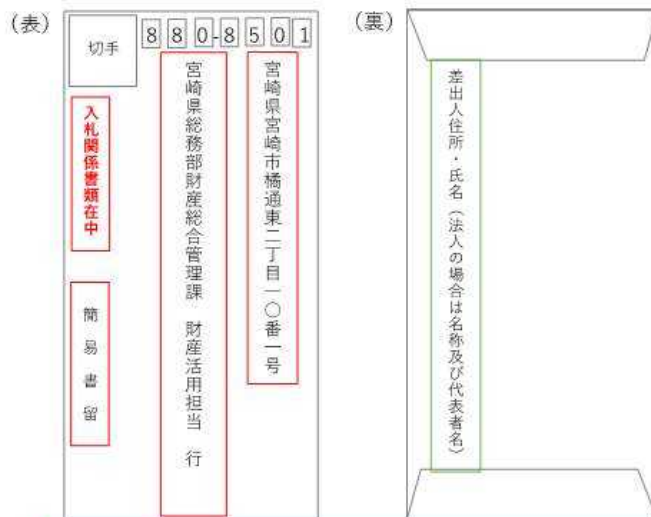 （表）
切手
880-8501
宮崎県宮崎市橘通東二丁目一〇番一号
宮崎県総務部財産総合管理課　財産活用担当　行
入札関係書類在中
簡易書留
（裏）
差出人住所・氏名（法人の場合は名称及び代表者名）